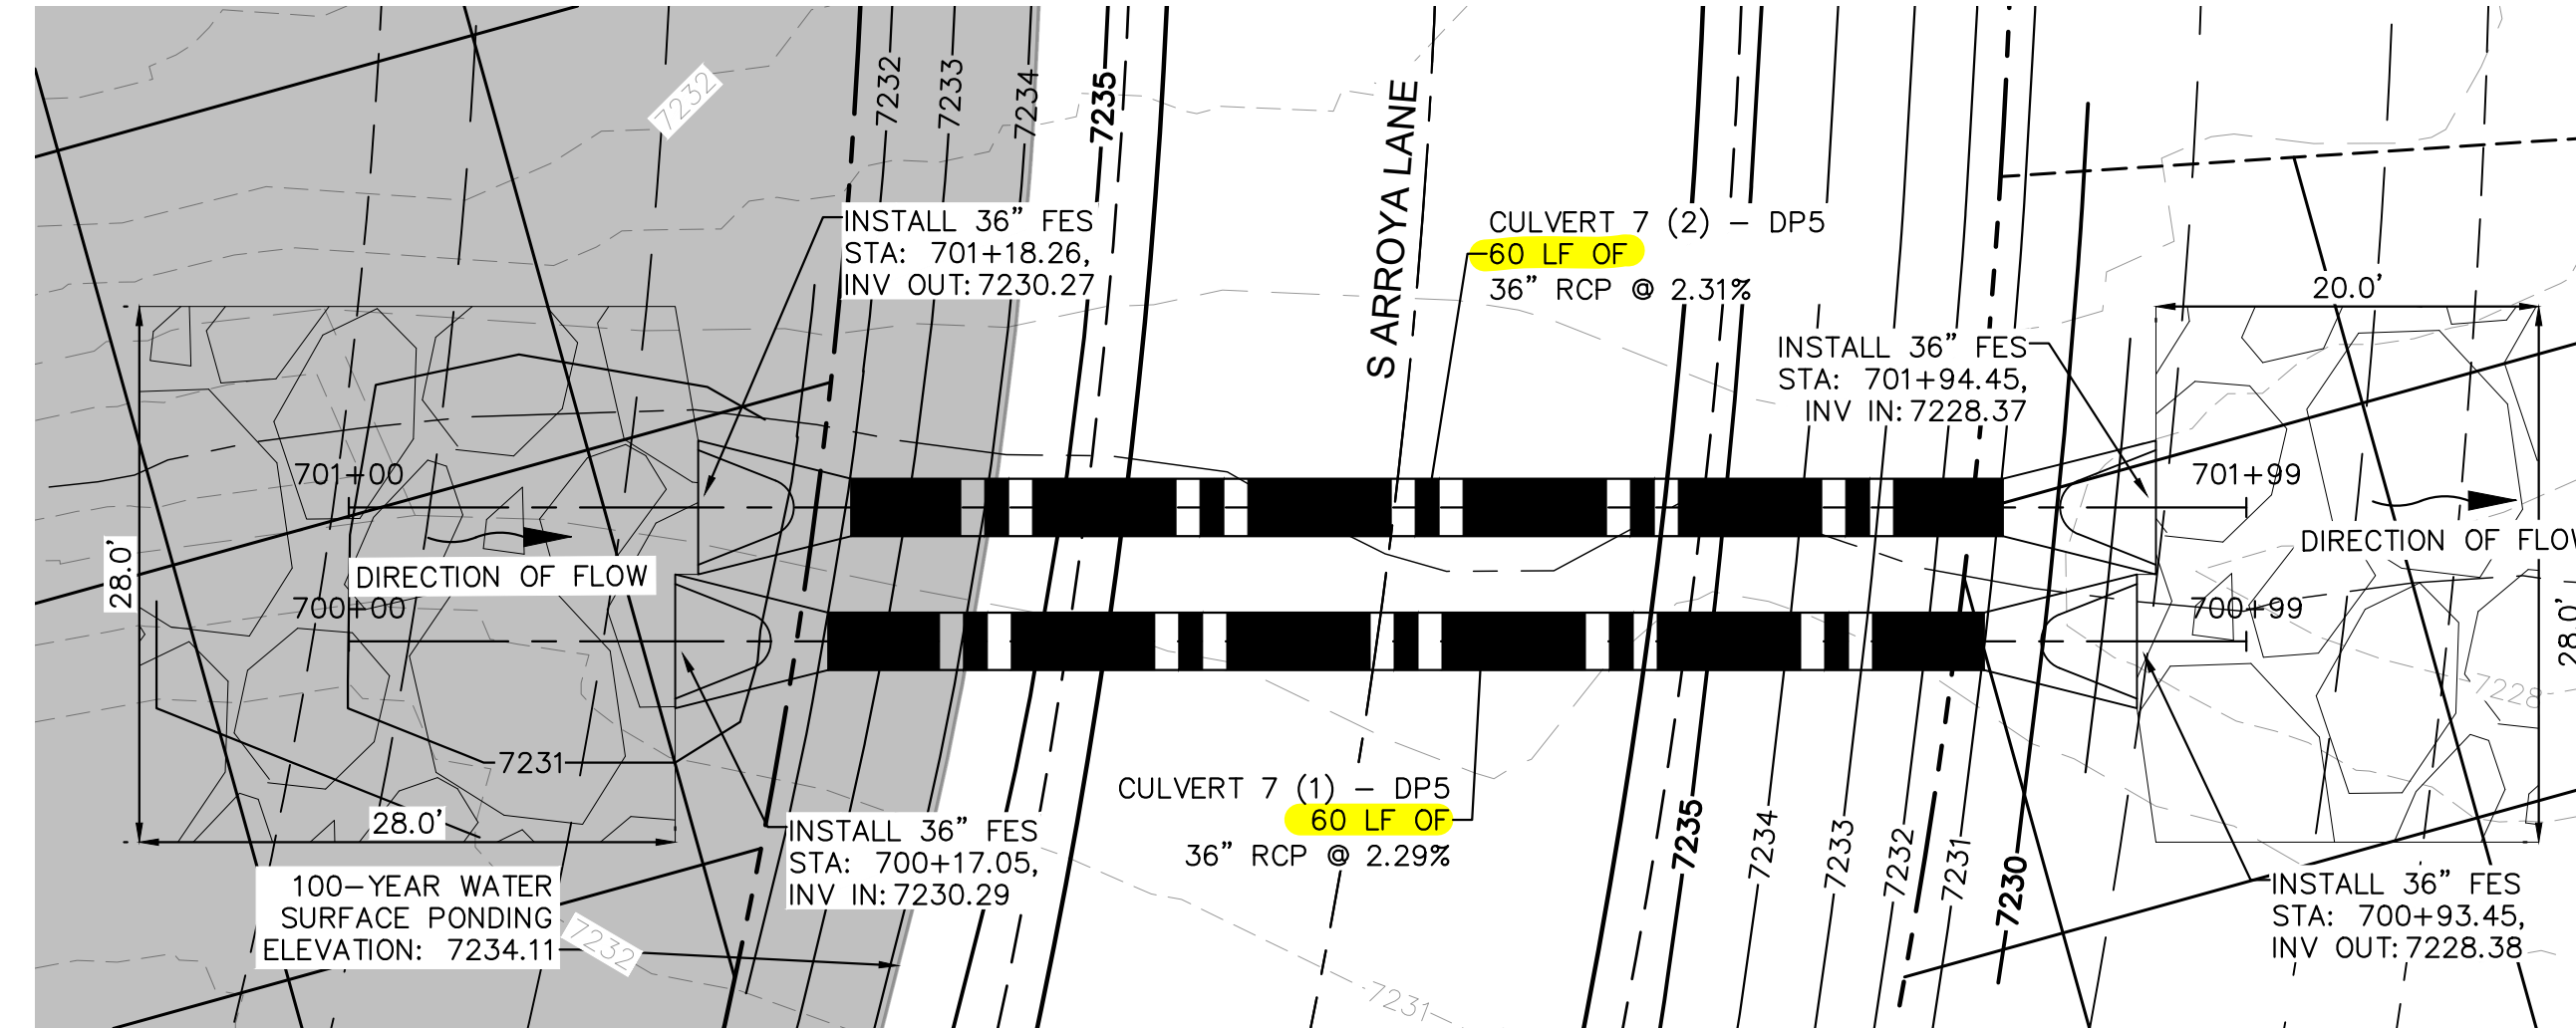 7232
7232
7233
7234
7235
S ARROYA LANE
INSTALL 36” FES
STA: 701+18.26,
INV OUT: 7230.27
CULVERT 7 (2) – DP5
60 LF OF
36” RCP @ 2.31%
20.0’
INSTALL 36” FES
STA: 701+94.45,
INV IN: 7228.37
701+00
701+99
DIRECTION OF FLOW
DIRECTION OF FLOW
28.0’
700+00
700+99
28.0’
7228
7231
CULVERT 7 (1) – DP5
60 LF OF
36” RCP @ 2.29%
28.0’
INSTALL 36” FES
STA: 700+17.05,
INV IN: 7230.29
7235
7234
7233
7232
7231
7230
100–YEAR WATER
SURFACE PONDING
ELEVATION: 7234.11
7232
INSTALL 36” FES
STA: 700+93.45,
INV OUT: 7228.38
7231